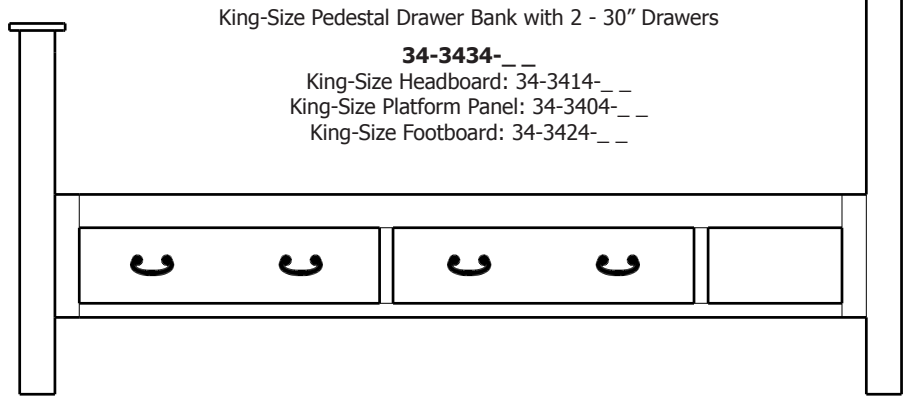 King-Size Pedestal Drawer Bank with 2 - 30” Drawers
34-3434-_ _
King-Size Headboard: 34-3414-_ _
King-Size Platform Panel: 34-3404-_ _
King-Size Footboard: 34-3424-_ _